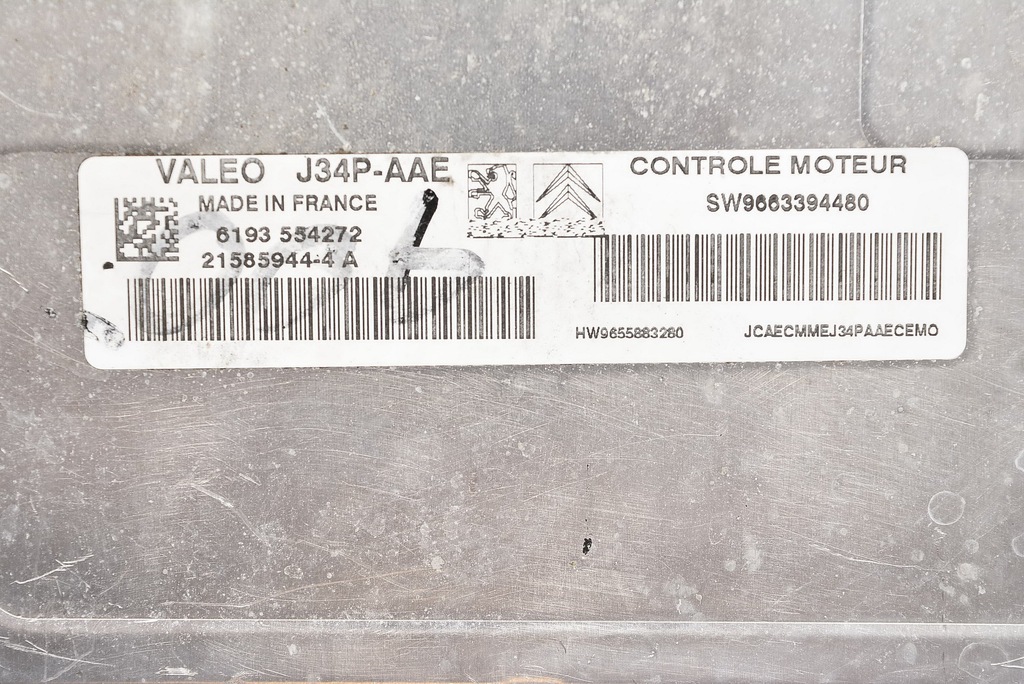 VALEO J34P-AAE
MADE IN FRANCE
6193 554272
21585944-4 A
CONTROLE MOTEUR
SW9663394480
HW9655883280
JCAECMMEJ34PAAECEMO